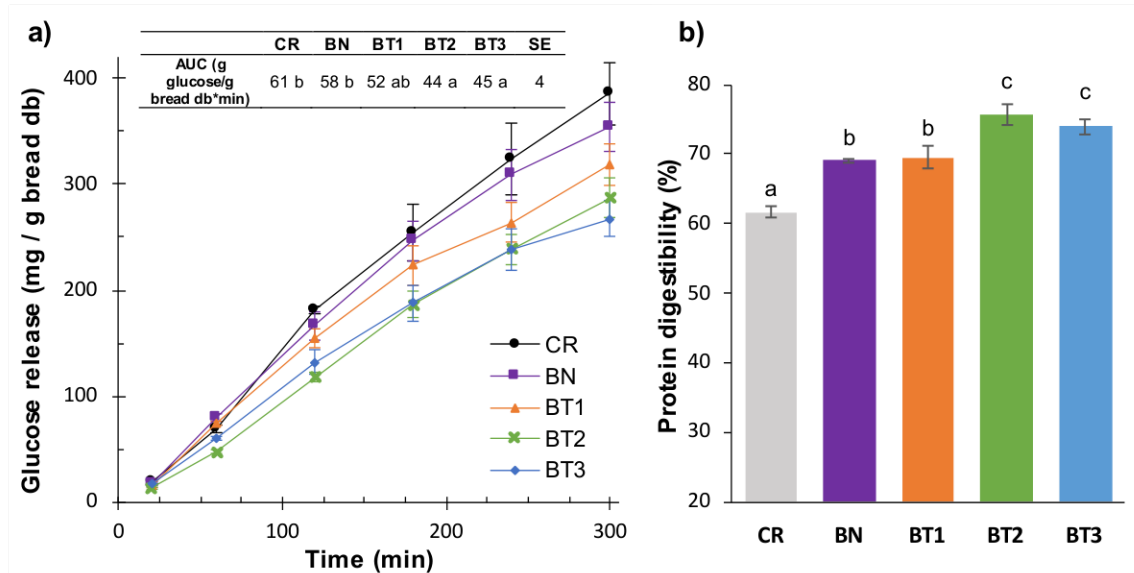 a)
CR BN BT1 BT2 BT3 SE
AUC (g
glucose/g
bread db*min)
61 b 58 b 52 ab 44 a 45 a 4
Glucose release (mg / g bread db)
400
300
200
100
0
0 100 200 300
Time (min)
CR
BN
BT1
BT2
BT3
b)
Protein digestibility (%)
80
70
60
50
40
30
20
a b b c c
CR BN BT1 BT2 BT3